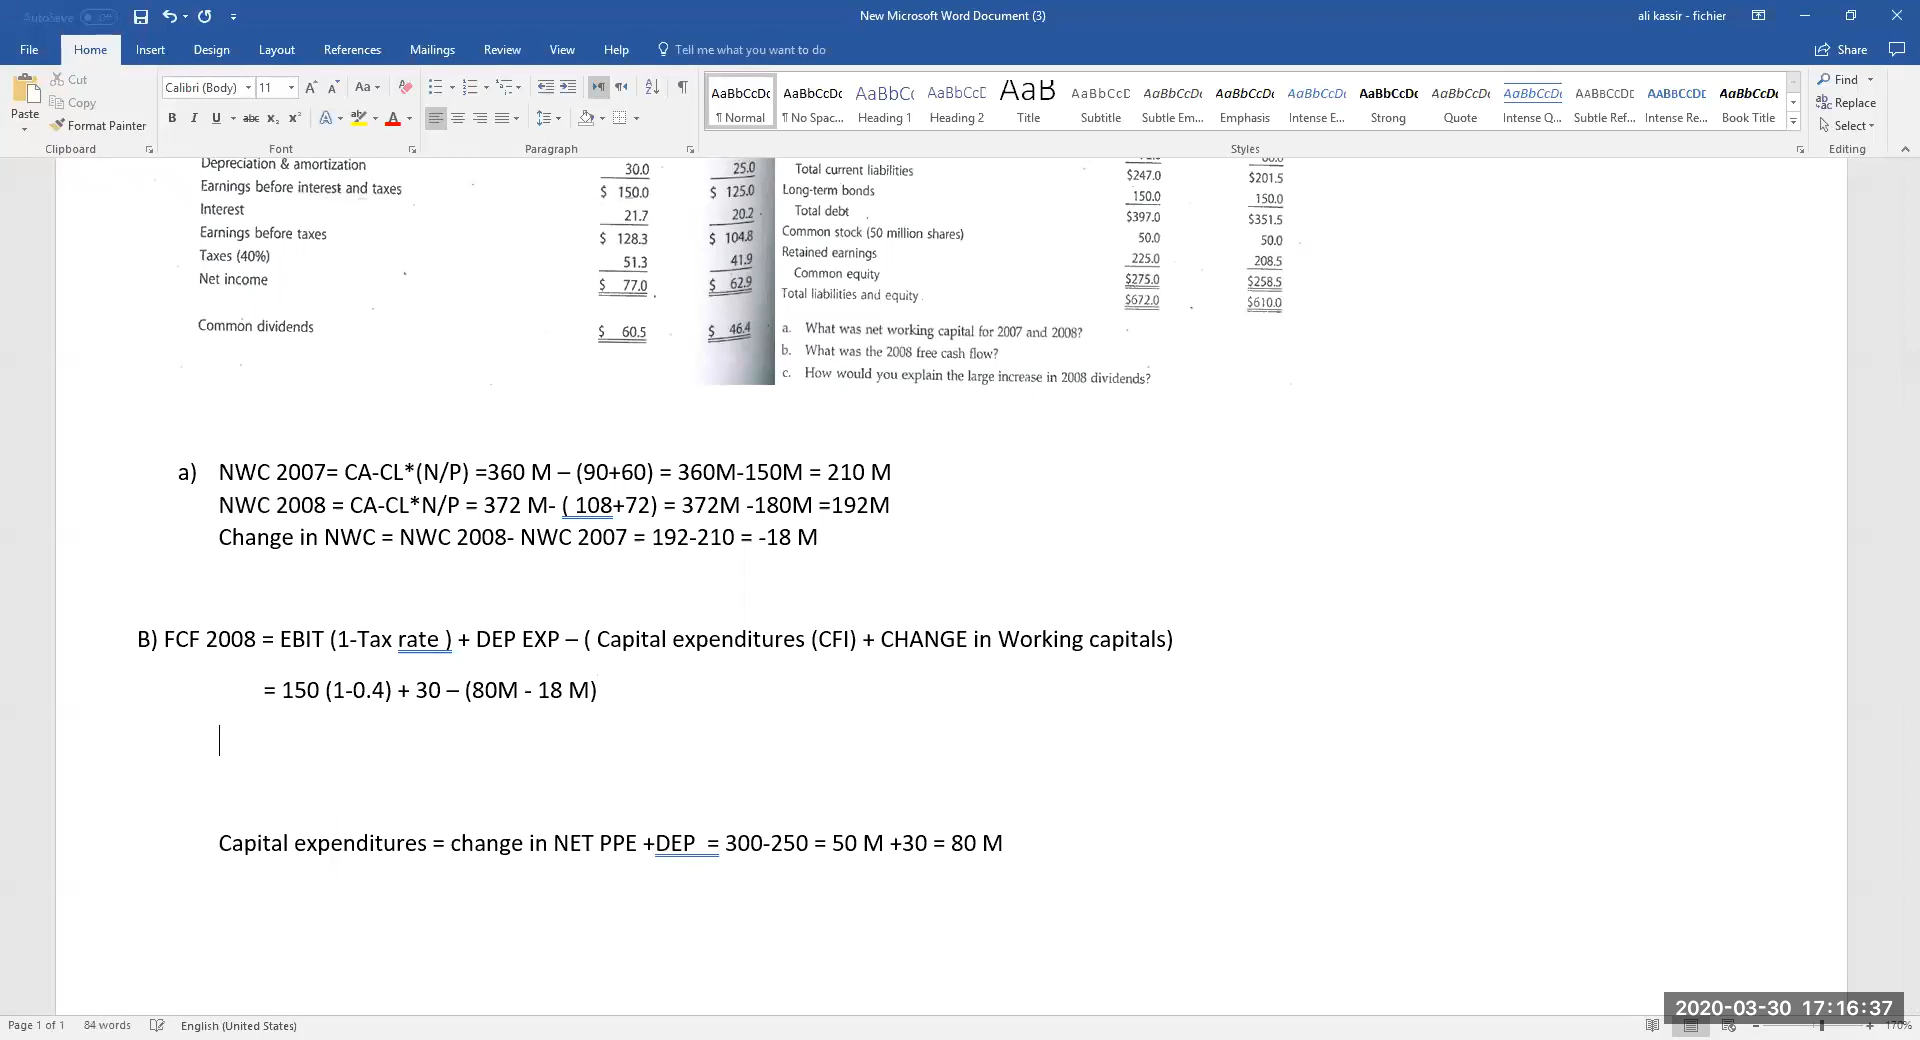 AutoSave Off
New Microsoft Word Document (3)
ali kassir - fichier
File Home Insert Design Layout References Mailings Review View Help Tell me what you want to do
Share
Paste
Cut
Copy
Format Painter
Clipboard
Calibri (Body) 11
Font
Paragraph
AaBbCcDc AaBbCcDc AaBbCc AaBbCcD AaB AaBbCcD AaBbCcDc AaBbCcDc AaBbCcDc AaBbCcDc AaBbCcDc AaBbCcDc AABBCCDD AABBCCDE AaBbCcDc
¶ Normal ¶ No Spac... Heading 1 Heading 2 Title Subtitle Subtle Em... Emphasis Intense E... Strong Quote Intense Q... Subtle Ref... Intense Re... Book Title
Styles
Find
Replace
Select
Editing
Depreciation & amortization 30.0 25.0
Earnings before interest and taxes $ 150.0 $ 125.0
Interest 21.7 20.2
Earnings before taxes $ 128.3 $ 104.8
Taxes (40%) 51.3 41.9
Net income $ 77.0 $ 62.9
Common dividends $ 60.5 $ 46.4
Total current liabilities $247.0 $201.5
Long-term bonds 150.0 150.0
Total debt $397.0 $351.5
Common stock (50 million shares) 50.0 50.0
Retained earnings 225.0 208.5
Common equity $275.0 $258.5
Total liabilities and equity $672.0 $610.0
a. What was net working capital for 2007 and 2008?
b. What was the 2008 free cash flow?
c. How would you explain the large increase in 2008 dividends?
a) NWC 2007= CA-CL*(N/P) =360 M – (90+60) = 360M-150M = 210 M
NWC 2008 = CA-CL*N/P = 372 M- ( 108+72) = 372M -180M =192M
Change in NWC = NWC 2008- NWC 2007 = 192-210 = -18 M
B) FCF 2008 = EBIT (1-Tax rate ) + DEP EXP – ( Capital expenditures (CFI) + CHANGE in Working capitals)
= 150 (1-0.4) + 30 – (80M - 18 M)
Capital expenditures = change in NET PPE +DEP = 300-250 = 50 M +30 = 80 M
2020-03-30 17:16:37
Page 1 of 1 84 words English (United States) 170%